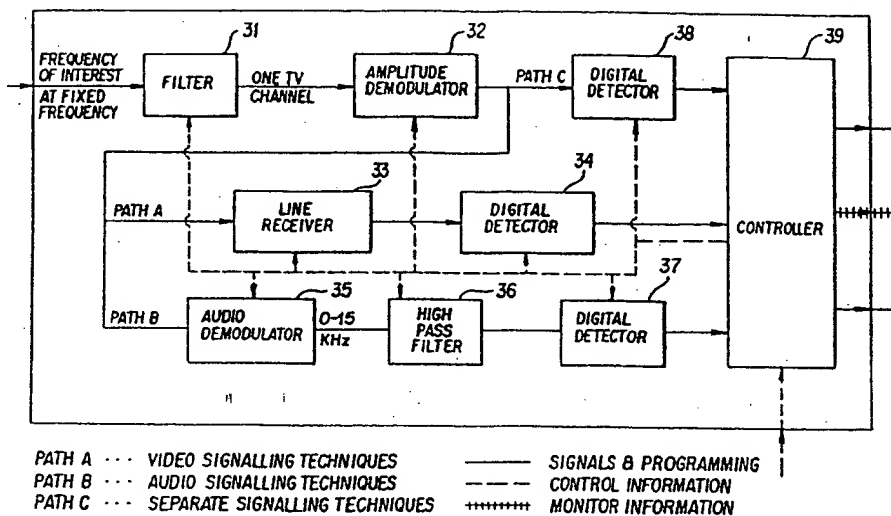 31
32
38
39
FREQUENCY
OF INTEREST
AT FIXED
FREQUENCY
FILTER
ONE TV
CHANNEL
AMPLITUDE
DEMODULATOR
PATH C
DIGITAL
DETECTOR
33
34
PATH A
LINE
RECEIVER
DIGITAL
DETECTOR
CONTROLLER
35
36
37
PATH B
AUDIO
DEMODULATOR
0-15
KHz
HIGH
PASS
FILTER
DIGITAL
DETECTOR
PATH A ··· VIDEO SIGNALLING TECHNIQUES
PATH B ··· AUDIO SIGNALLING TECHNIQUES
PATH C ··· SEPARATE SIGNALLING TECHNIQUES
SIGNALS & PROGRAMMING
CONTROL INFORMATION
MONITOR INFORMATION